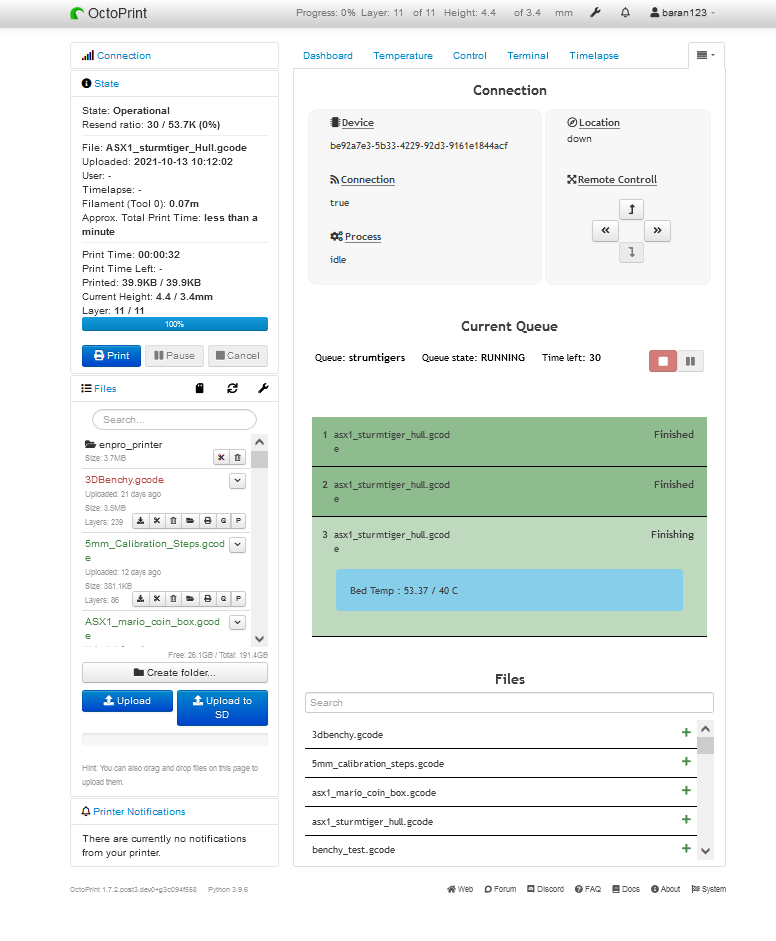 OctoPrint
Progress: 0% Layer: 11 of 11 Height: 4.4 of 3.4 mm
baran123
Connection
State
State: Operational
Resend ratio: 30 / 53.7K (0%)
File: ASX1_sturmtiger_Hull.gcode
Uploaded: 2021-10-13 10:12:02
User: -
Timelapse: -
Filament (Tool 0): 0.07m
Approx. Total Print Time: less than a
minute
Print Time: 00:00:32
Print Time Left: -
Printed: 39.9KB / 39.9KB
Current Height: 4.4 / 3.4mm
Layer: 11 / 11
100%
Print
Pause
Cancel
Files
Search...
enpro_printer
Size: 3.7MB
3DBenchy.gcode
Uploaded: 21 days ago
Size: 3.5MB
Layers: 239
Q P
5mm_Calibration_Steps.gcod
e
Uploaded: 12 days ago
Size: 381.1KB
Layers: 86
Q P
ASX1_mario_coin_box.gcod
e
Free: 26.1GB / Total: 191.4GB
Create folder...
Upload
Upload to
SD
Hint: You can also drag and drop files on this page to
upload them.
Printer Notifications
There are currently no notifications
from your printer.
Dashboard
Temperature
Control
Terminal
Timelapse
Connection
Device
be92a7e3-5b33-4229-92d3-9161e1844acf
Connection
true
Process
idle
Location
down
Remote Controll
Current Queue
Queue: strumtigers
Queue state: RUNNING
Time left: 30
1 asx1_sturmtiger_hull.gcod Finished
e
2 asx1_sturmtiger_hull.gcod Finished
e
3 asx1_sturmtiger_hull.gcod Finishing
e
Bed Temp : 53.37 / 40 C
Files
Search
3dbenchy.gcode
5mm_calibration_steps.gcode
asx1_mario_coin_box.gcode
asx1_sturmtiger_hull.gcode
benchy_test.gcode
OctoPrint 1.7.2.post3.dev0+g3c094f558 Python 3.9.6
Web
Forum
Discord
FAQ
Docs
About
System